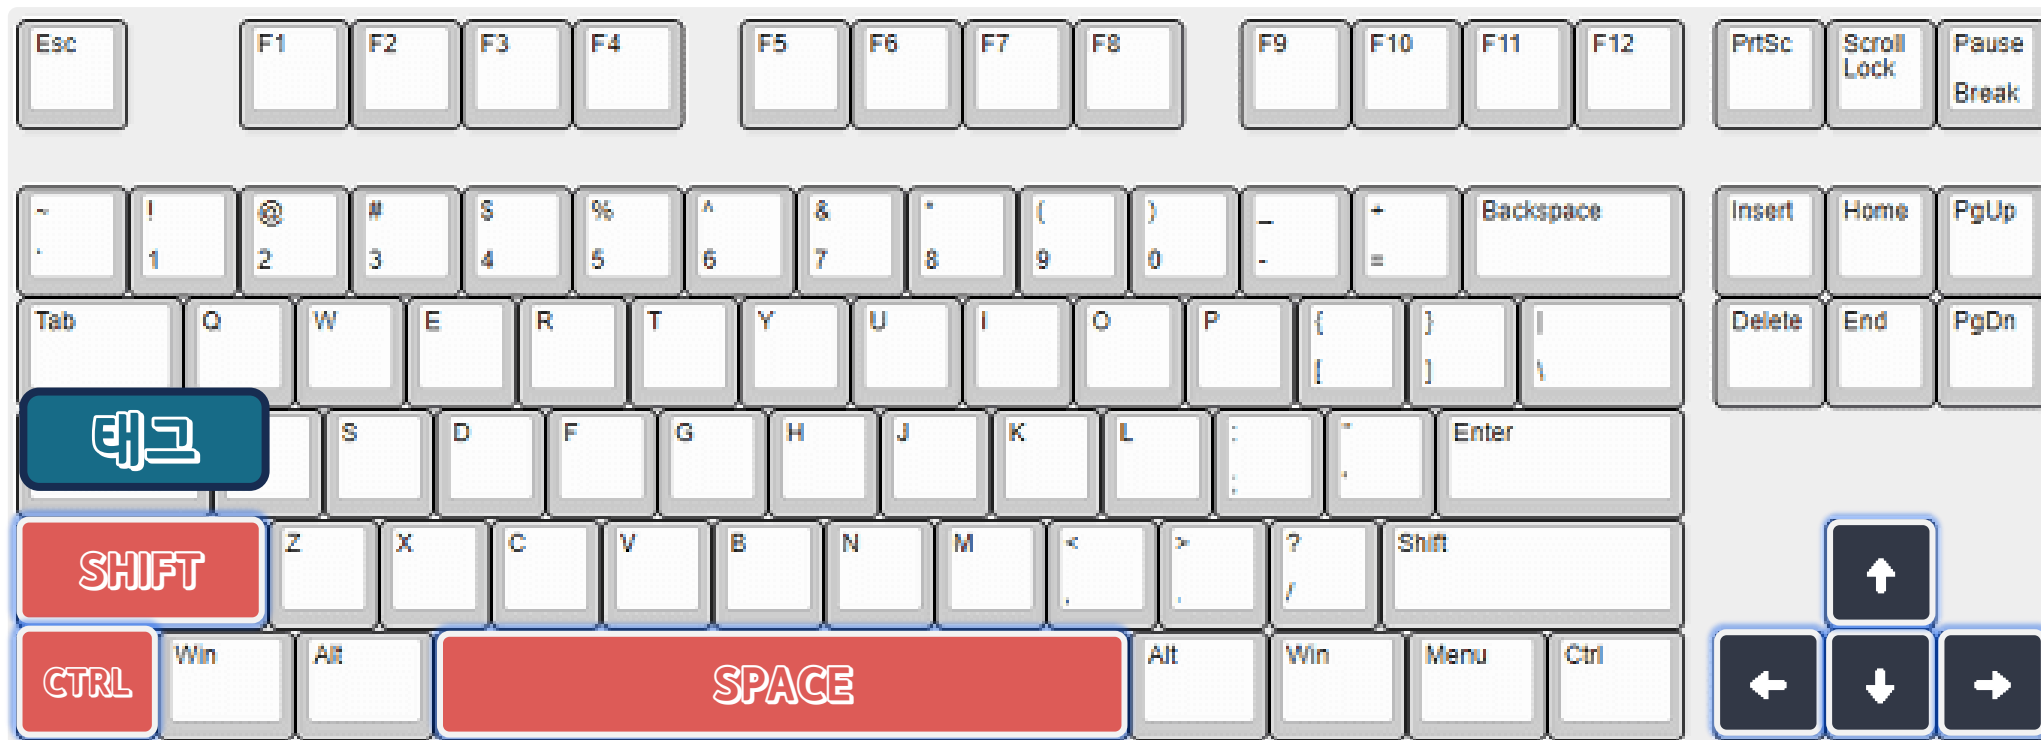 Esc F1 F2 F3 F4 F5 F6 F7 F8 F9 F10 F11 F12 PrtSc Scroll Lock Pause Break
~ ! @ # $ % ^ & * ( ) _ + Backspace Insert Home PgUp
` 1 2 3 4 5 6 7 8 9 0 - =
Tab Q W E R T Y U I O P { } | Delete End PgDn
[ ] \
태그 S D F G H J K L : " Enter
; '
SHIFT Z X C V B N M < > ? Shift ↑
, . /
CTRL Win Alt SPACE Alt Win Menu Ctrl ← ↓ →